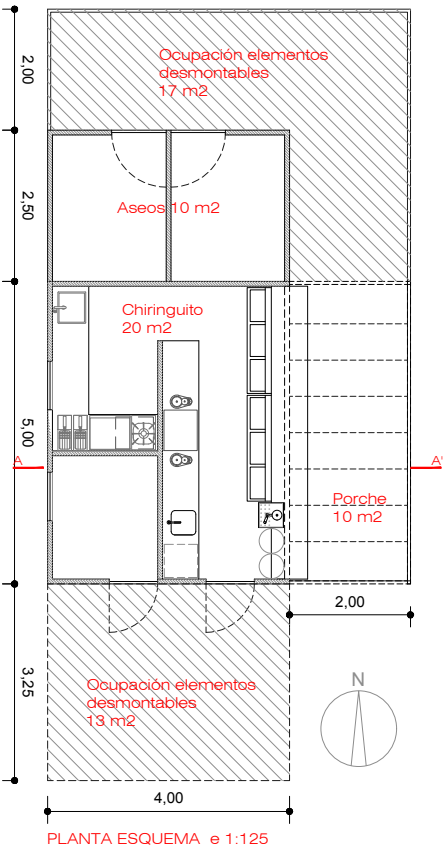 Ocupación elementos
desmontables
17 m2
2,00
Aseos 10 m2
2,50
Chiringuito
20 m2
5,00
A
A'
Porche
10 m2
2,00
Ocupación elementos
desmontables
13 m2
3,25
N
4,00
PLANTA ESQUEMA e 1:125